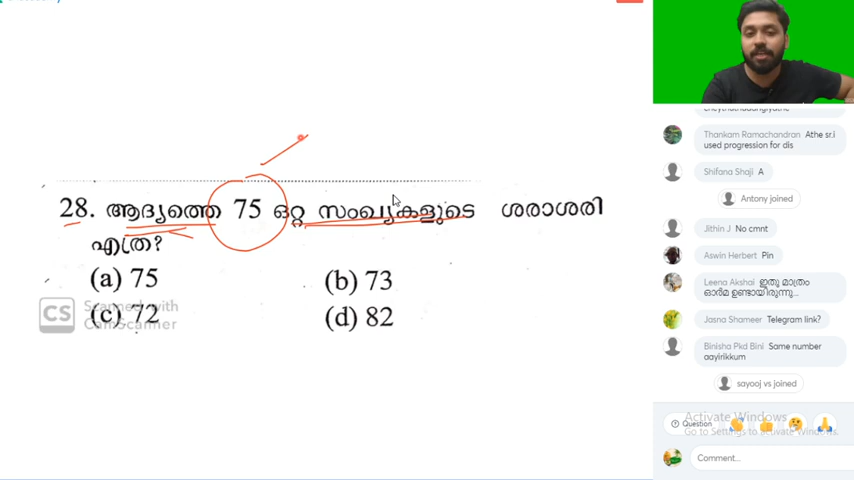 28. ആദ്യത്തെ 75 ഒറ്റ സംഖ്യകളുടെ ശരാശരി
എത്ര?
(a) 75
(b) 73
(c) 72
(d) 82
CS Scanned with
CamScanner
Thankam Ramachandran Athe sr.i
used progression for dis
Shifana Shaji A
Antony joined
Jithin J No cmnt
Aswin Herbert Pin
Leena Akshai ഇതു മാത്രം
ഓർമ ഉണ്ടായിരുന്നു...
Jasna Shameer Telegram link?
Binisha Pkd Bini Same number
aayirikkum
sayooj vs joined
Activate Windows
Question
Go to Settings to activate Windows.
Comment...